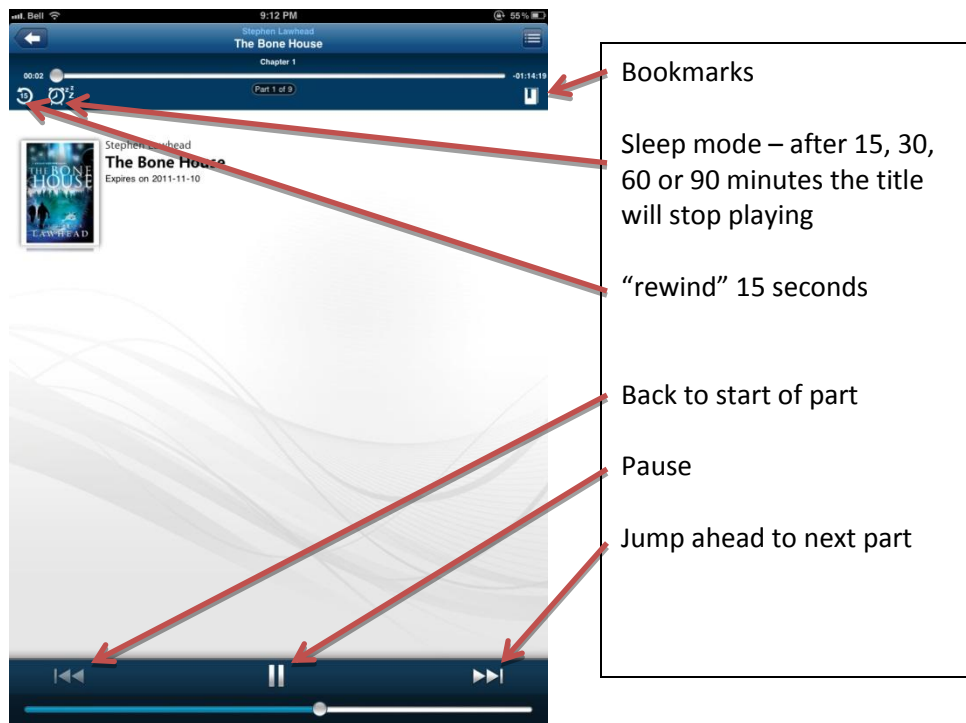 Bell 9:12 PM 55%
Stephen Lawhead
The Bone House
Chapter 1
00:02 -01:14:19
15 z z z Part 1 of 9
Stephen Lawhead
The Bone House
Expires on 2011-11-10
THE BONE
HOUSE
LAWHEAD
Bookmarks
Sleep mode – after 15, 30,
60 or 90 minutes the title
will stop playing
“rewind” 15 seconds
Back to start of part
Pause
Jump ahead to next part